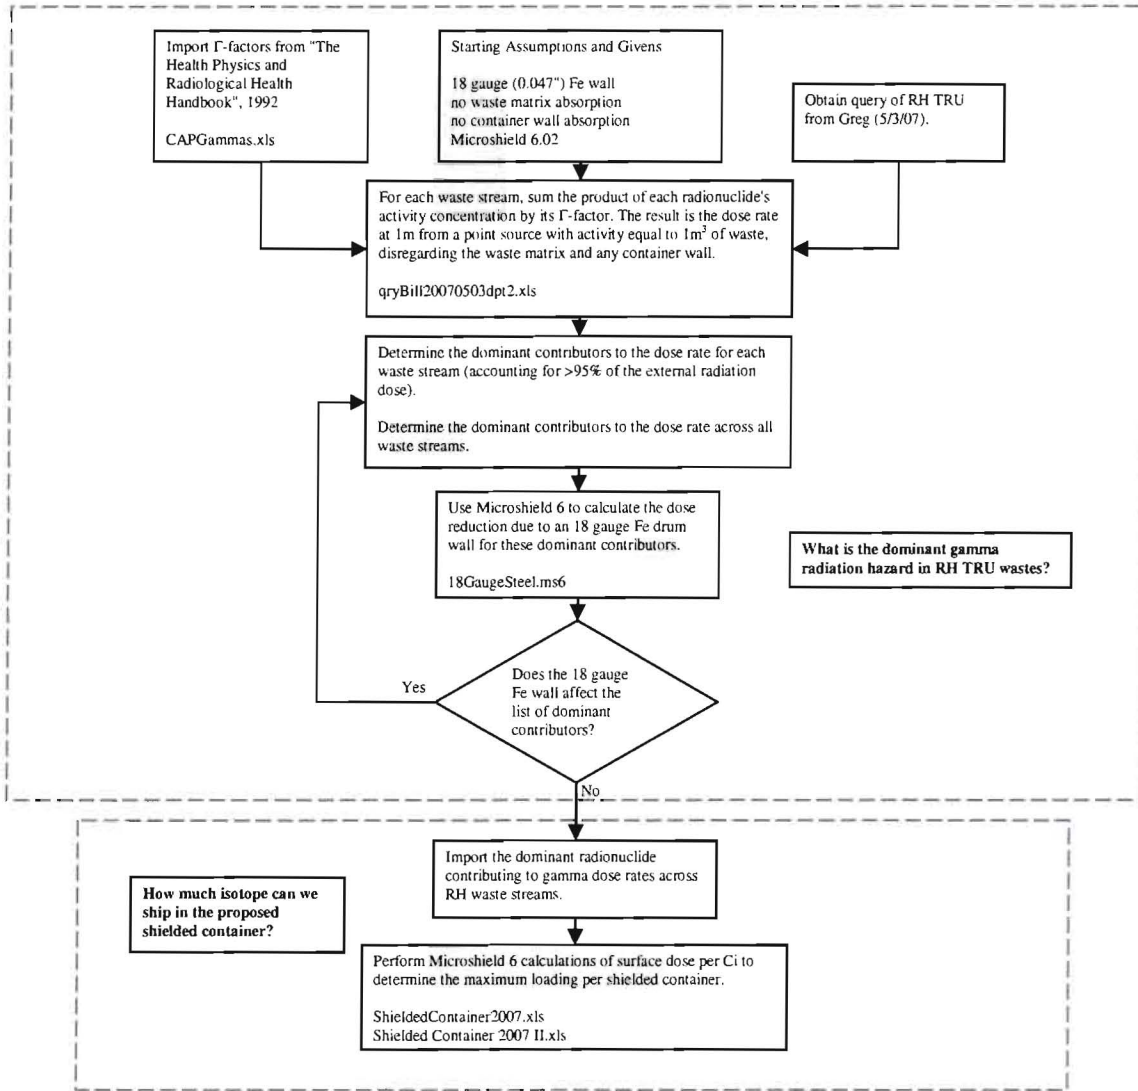 Import Γ-factors from "The
Health Physics and
Radiological Health
Handbook", 1992
CAPGammas.xls
Starting Assumptions and Givens
18 gauge (0.047") Fe wall
no waste matrix absorption
no container wall absorption
Microshield 6.02
Obtain query of RH TRU
from Greg (5/3/07).
For each waste stream, sum the product of each radionuclide's
activity concentration by its Γ-factor. The result is the dose rate
at 1m from a point source with activity equal to 1m³ of waste,
disregarding the waste matrix and any container wall.
qryBill20070503dpt2.xls
Determine the dominant contributors to the dose rate for each
waste stream (accounting for >95% of the external radiation
dose).
Determine the dominant contributors to the dose rate across all
waste streams.
Use Microshield 6 to calculate the dose
reduction due to an 18 gauge Fe drum
wall for these dominant contributors.
18GaugeSteel.ms6
What is the dominant gamma
radiation hazard in RH TRU wastes?
Does the 18 gauge
Fe wall affect the
list of dominant
contributors?
Yes
No
Import the dominant radionuclide
contributing to gamma dose rates across
RH waste streams.
How much isotope can we
ship in the proposed
shielded container?
Perform Microshield 6 calculations of surface dose per Ci to
determine the maximum loading per shielded container.
ShieldedContainer2007.xls
Shielded Container 2007 II.xls